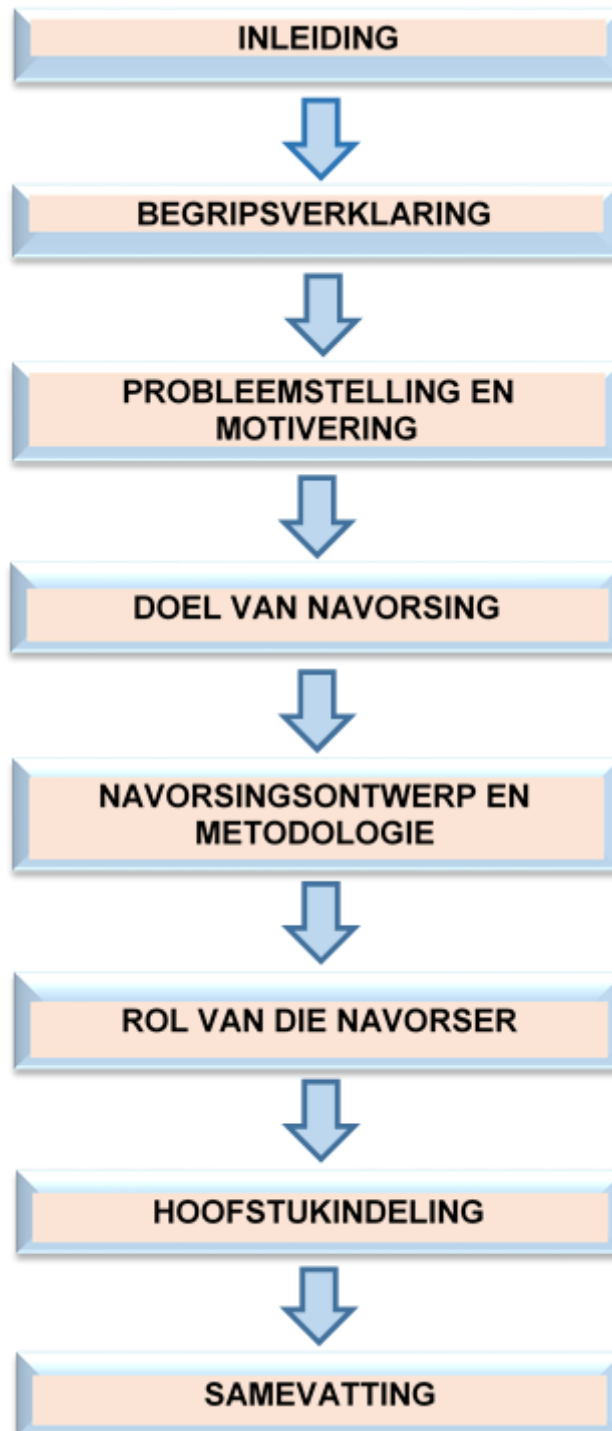 INLEIDING
BEGRIPSVERKLARING
PROBLEEMSTELLING EN
MOTIVERING
DOEL VAN NAVORSING
NAVORSINGSONTWERP EN
METODOLOGIE
ROL VAN DIE NAVORSER
HOOFSTUKINDELING
SAMEVATTING